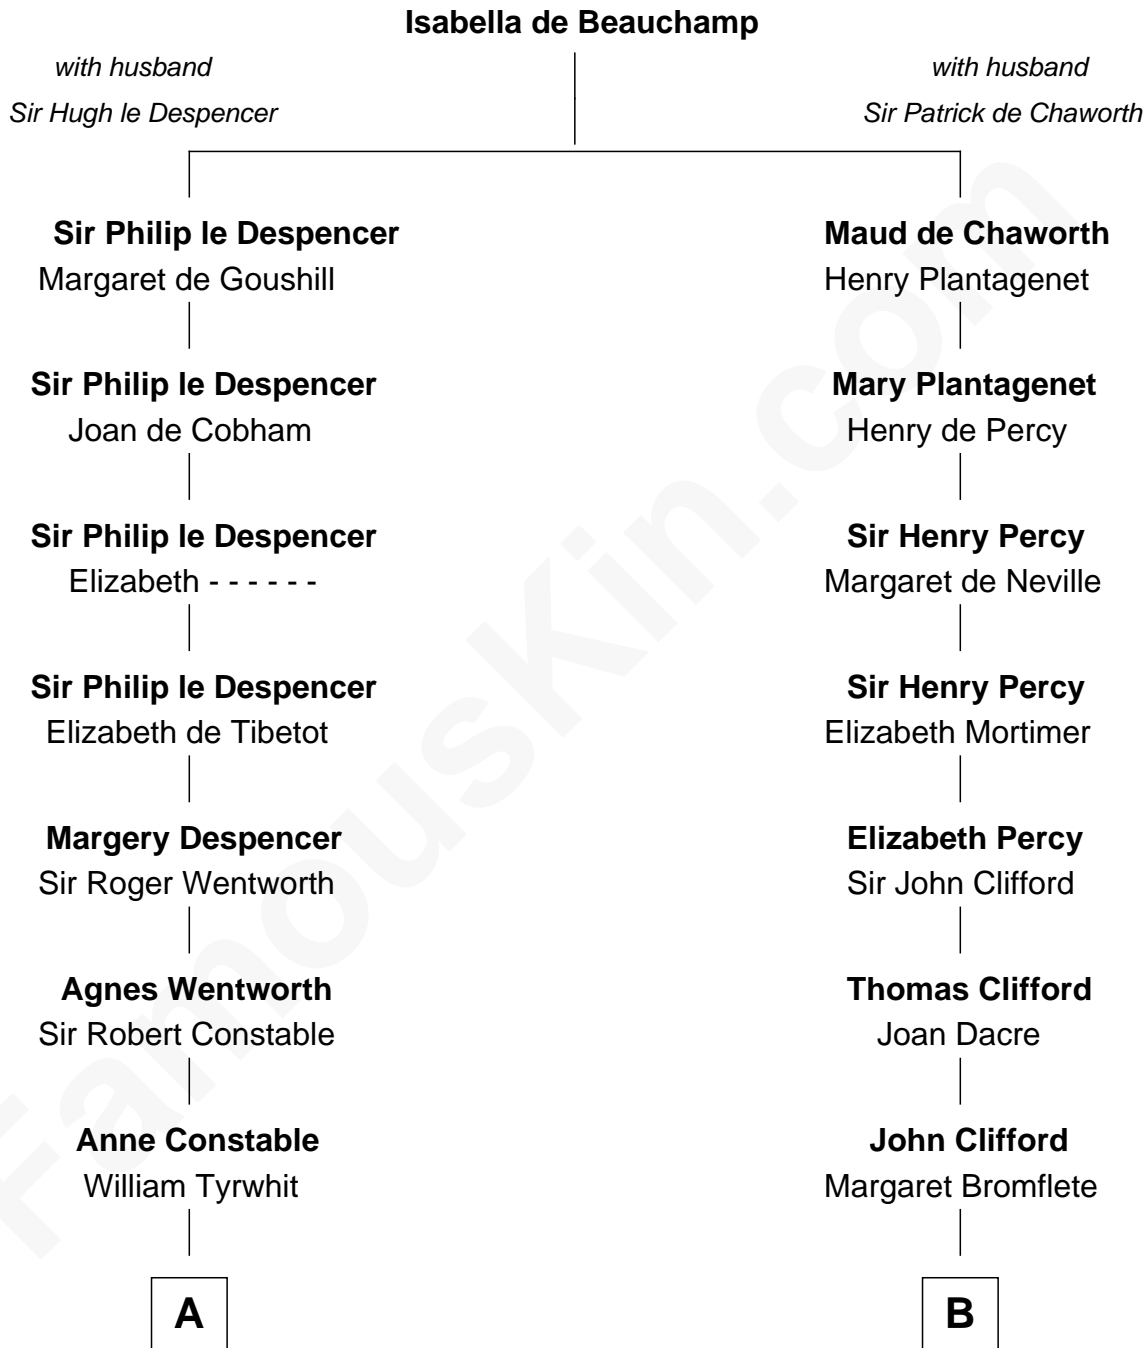 Isabella de Beauchamp
with husband
Sir Hugh le Despencer
with husband
Sir Patrick de Chaworth
Sir Philip le Despencer
Margaret de Goushill
Maud de Chaworth
Henry Plantagenet
Sir Philip le Despencer
Joan de Cobham
Mary Plantagenet
Henry de Percy
Sir Philip le Despencer
Elizabeth - - - - - -
Sir Henry Percy
Margaret de Neville
Sir Philip le Despencer
Elizabeth de Tibetot
Sir Henry Percy
Elizabeth Mortimer
Margery Despencer
Sir Roger Wentworth
Elizabeth Percy
Sir John Clifford
Agnes Wentworth
Sir Robert Constable
Thomas Clifford
Joan Dacre
Anne Constable
William Tyrwhit
John Clifford
Margaret Bromflete
A
B
FamousKin.com